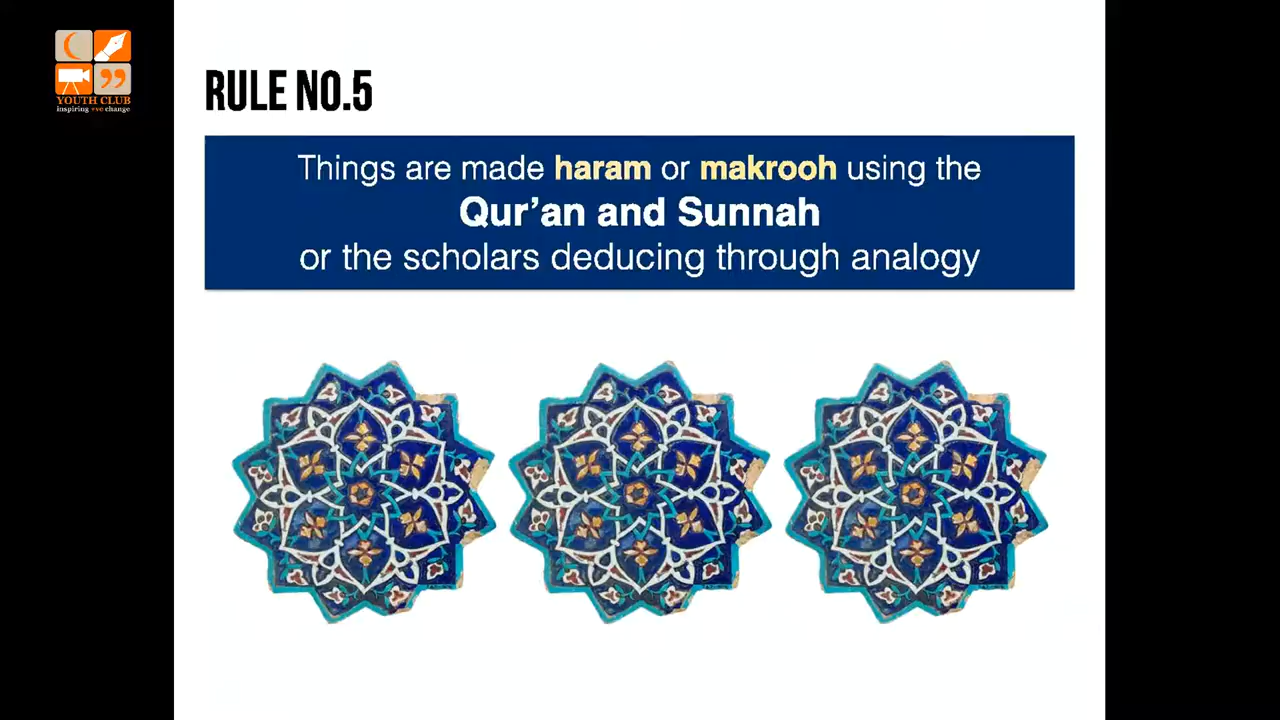 YOUTH CLUB
inspiring +ve change
RULE NO.5
Things are made haram or makrooh using the
Qur’an and Sunnah
or the scholars deducing through analogy